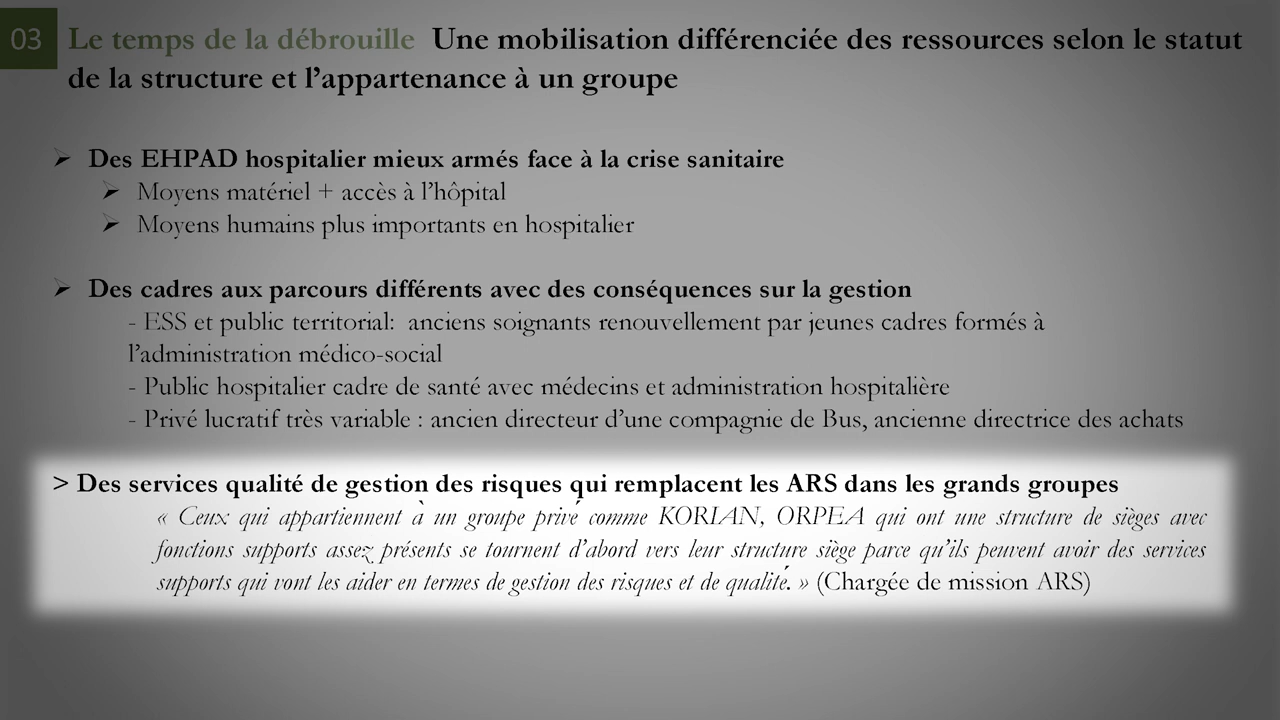 03 Le temps de la débrouille Une mobilisation différenciée des ressources selon le statut
de la structure et l'appartenance à un groupe
➢ Des EHPAD hospitalier mieux armés face à la crise sanitaire
➢ Moyens matériel + accès à l'hôpital
➢ Moyens humains plus importants en hospitalier
➢ Des cadres aux parcours différents avec des conséquences sur la gestion
- ESS et public territorial: anciens soignants renouvellement par jeunes cadres formés à
l'administration médico-social
- Public hospitalier cadre de santé avec médecins et administration hospitalière
- Privé lucratif très variable : ancien directeur d'une compagnie de Bus, ancienne directrice des achats
> Des services qualité de gestion des risques qui remplacent les ARS dans les grands groupes
« Ceux qui appartiennent à un groupe privé comme KORIAN, ORPEA qui ont une structure de sièges avec
fonctions supports assez présents se tournent d'abord vers leur structure siège parce qu'ils peuvent avoir des services
supports qui vont les aider en termes de gestion des risques et de qualité. » (Chargée de mission ARS)